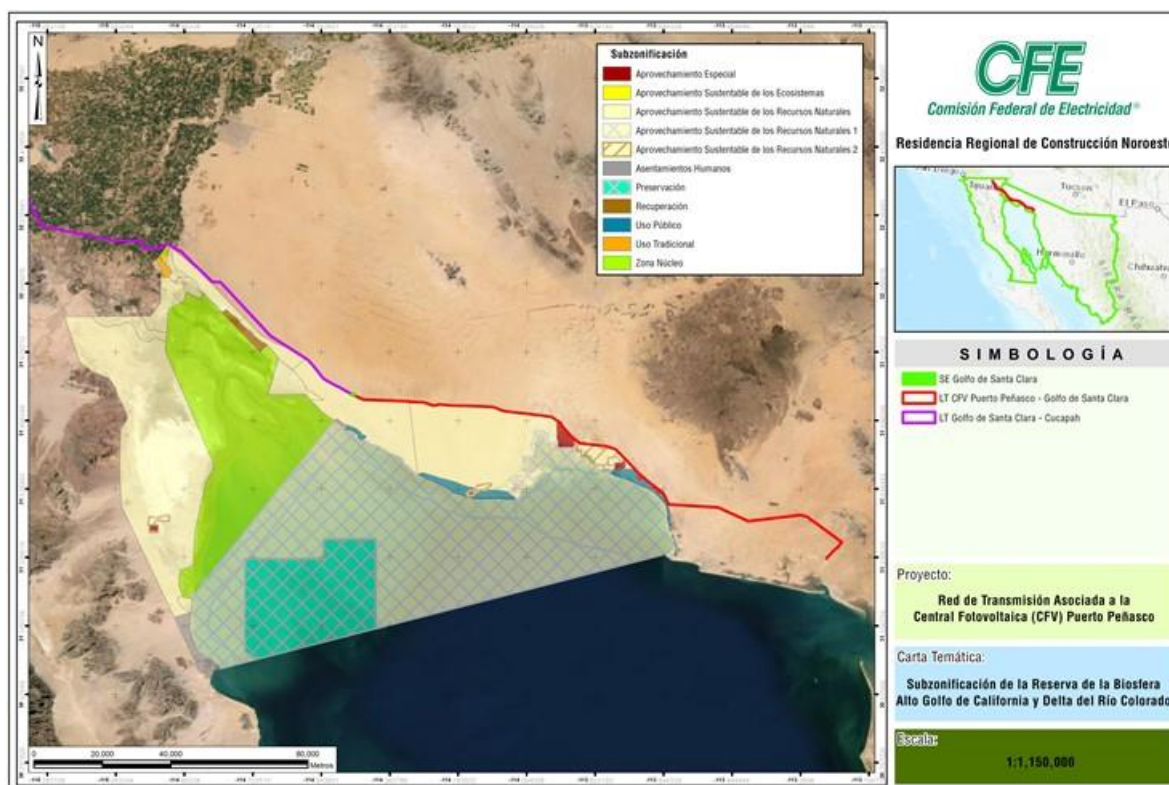 N
Subzonificación
Aprovechamiento Especial
Aprovechamiento Sustentable de los Ecosistemas
Aprovechamiento Sustentable de los Recursos Naturales
Aprovechamiento Sustentable de los Recursos Naturales 1
Aprovechamiento Sustentable de los Recursos Naturales 2
Asentamientos Humanos
Preservación
Recuperación
Uso Público
Uso Tradicional
Zona Núcleo
0 20,000 40,000 80,000
Metros
CFE
Comisión Federal de Electricidad®
Residencia Regional de Construcción Noroeste
Tucson
El Paso
Hermosillo
Chihuahua
SIMBOLOGÍA
SE Golfo de Santa Clara
LT CFV Puerto Peñasco - Golfo de Santa Clara
LT Golfo de Santa Clara - Cucapah
Proyecto:
Red de Transmisión Asociada a la
Central Fotovoltaica (CFV) Puerto Peñasco
Carta Temática:
Subzonificación de la Reserva de la Biosfera
Alto Golfo de California y Delta del Río Colorado
Escala:
1:1,150,000